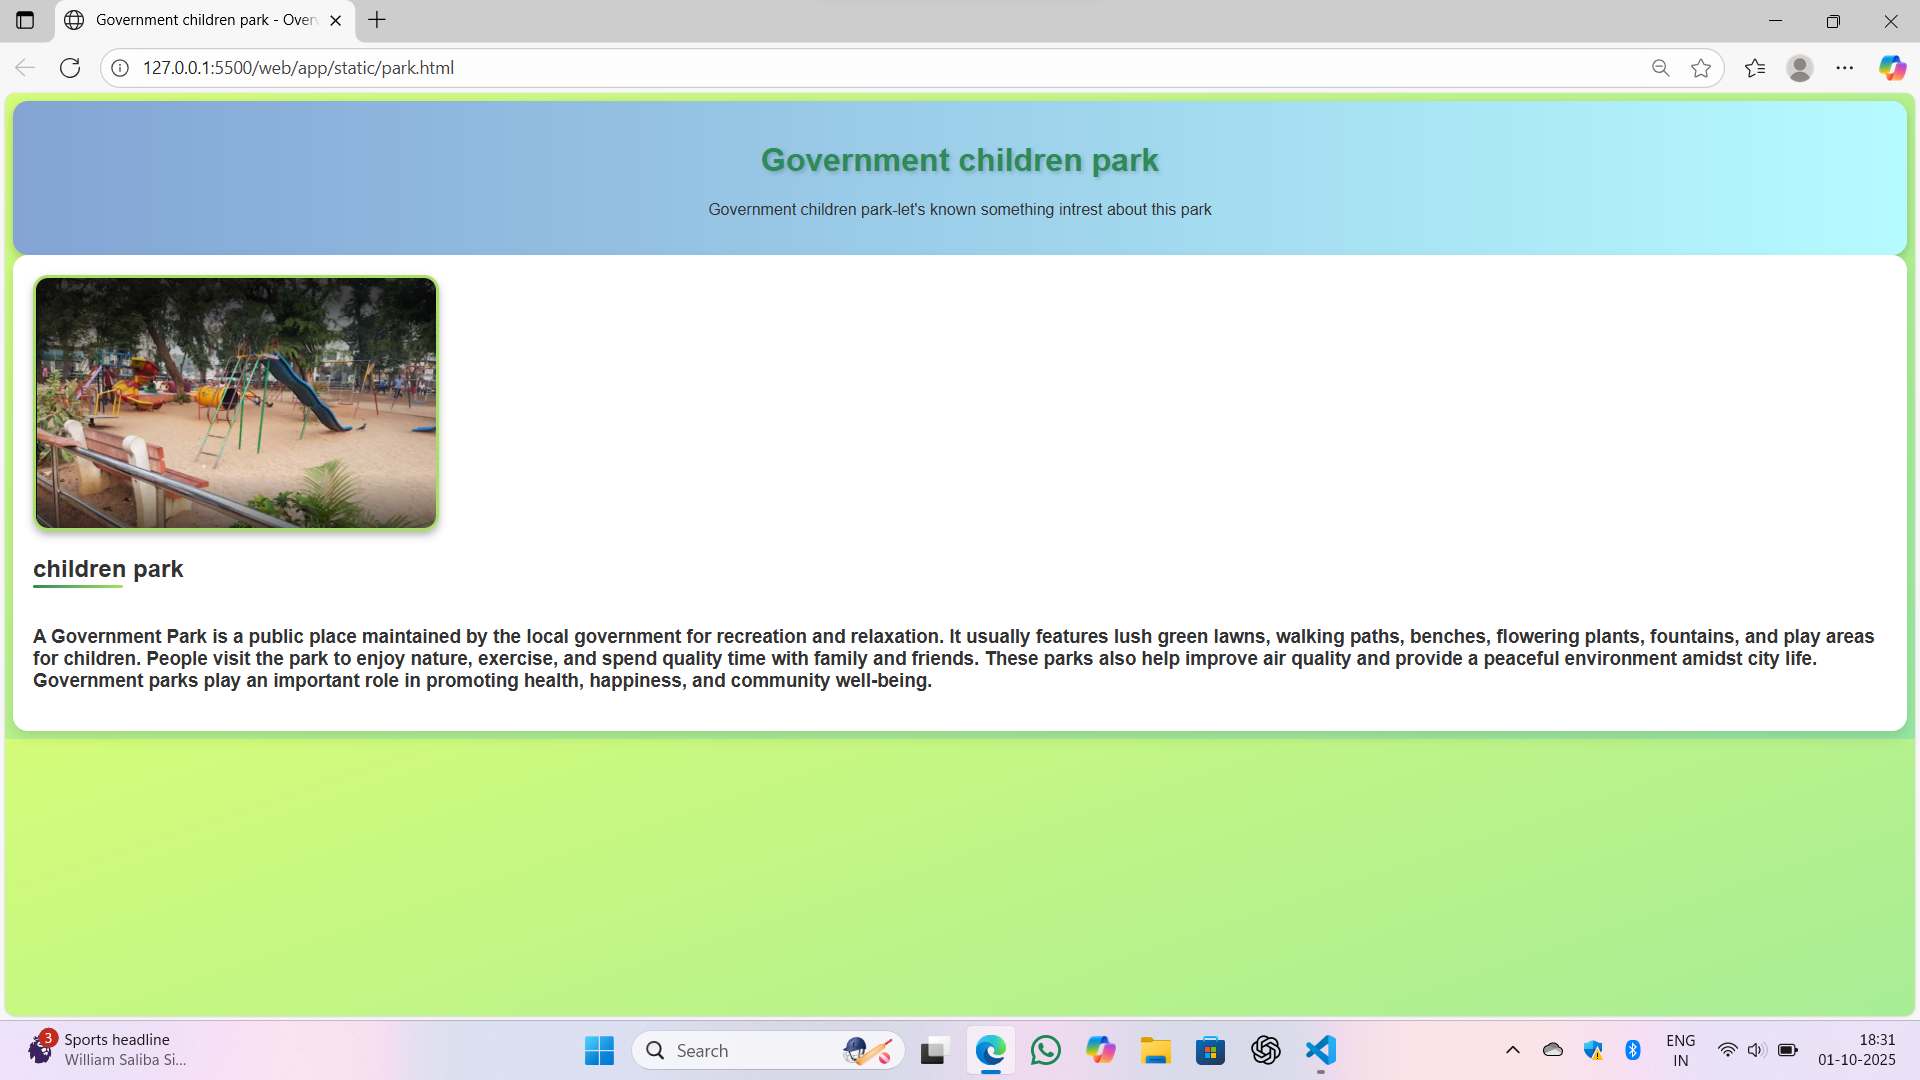 Government children park - Over
127.0.0.1:5500/web/app/static/park.html
Government children park
Government children park-let's known something intrest about this park
children park
A Government Park is a public place maintained by the local government for recreation and relaxation. It usually features lush green lawns, walking paths, benches, flowering plants, fountains, and play areas
for children. People visit the park to enjoy nature, exercise, and spend quality time with family and friends. These parks also help improve air quality and provide a peaceful environment amidst city life.
Government parks play an important role in promoting health, happiness, and community well-being.
3
Sports headline
William Saliba Si...
Search
ENG
IN
18:31
01-10-2025